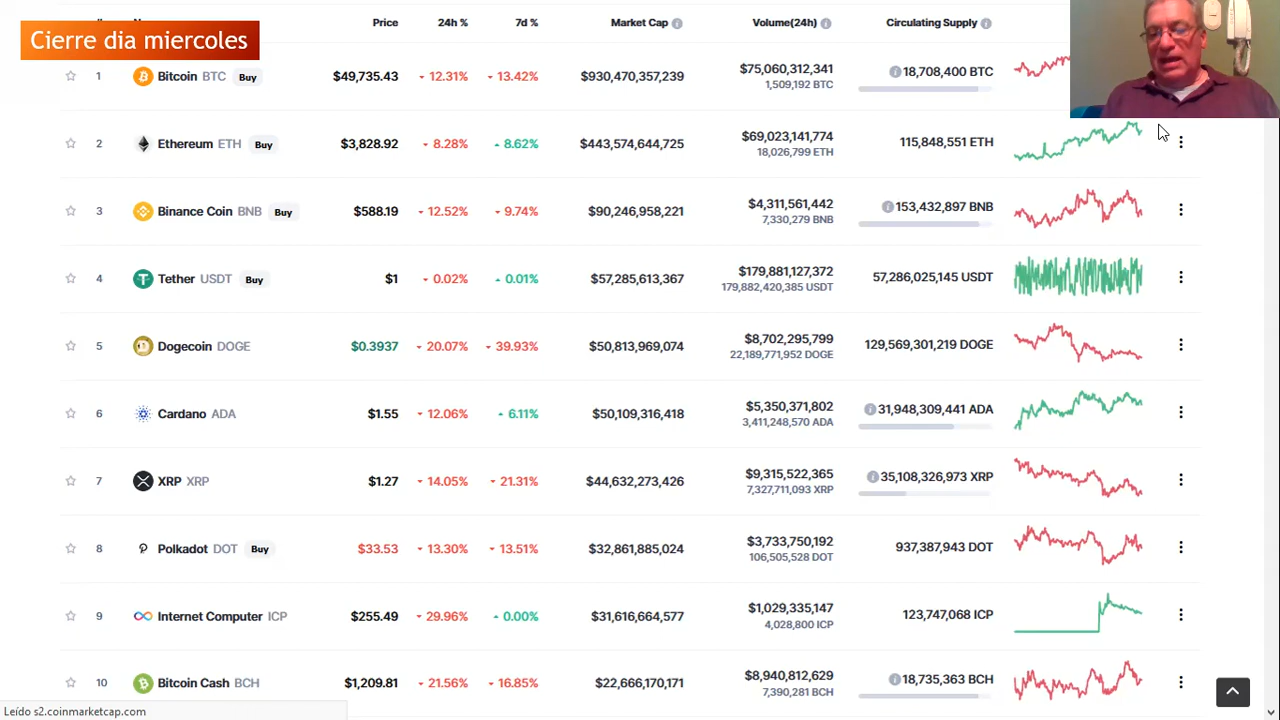 Cierre dia miercoles
Price 24h % 7d % Market Cap Volume(24h) Circulating Supply
1 Bitcoin BTC Buy $49,735.43 12.31% 13.42% $930,470,357,239 $75,060,312,341 18,708,400 BTC
1,509,192 BTC
2 Ethereum ETH Buy $3,828.92 8.28% 8.62% $443,574,644,725 $69,023,141,774 115,848,551 ETH
18,026,799 ETH
3 Binance Coin BNB Buy $588.19 12.52% 9.74% $90,246,958,221 $4,311,561,442 153,432,897 BNB
7,330,279 BNB
4 Tether USDT Buy $1 0.02% 0.01% $57,285,613,367 $179,881,127,372 57,286,025,145 USDT
179,882,420,385 USDT
5 Dogecoin DOGE $0.3937 20.07% 39.93% $50,813,969,074 $8,702,295,799 129,569,301,219 DOGE
22,189,771,952 DOGE
6 Cardano ADA $1.55 12.06% 6.11% $50,109,316,418 $5,350,371,802 31,948,309,441 ADA
3,411,248,570 ADA
7 XRP XRP $1.27 14.05% 21.31% $44,632,273,426 $9,315,522,365 35,108,326,973 XRP
7,327,711,093 XRP
8 Polkadot DOT Buy $33.53 13.30% 13.51% $32,861,885,024 $3,733,750,192 937,387,943 DOT
106,505,528 DOT
9 Internet Computer ICP $255.49 29.96% 0.00% $31,616,664,577 $1,029,335,147 123,747,068 ICP
4,028,800 ICP
10 Bitcoin Cash BCH $1,209.81 21.56% 16.85% $22,666,170,171 $8,940,812,629 18,735,363 BCH
7,390,281 BCH
Leído s2.coinmarketcap.com